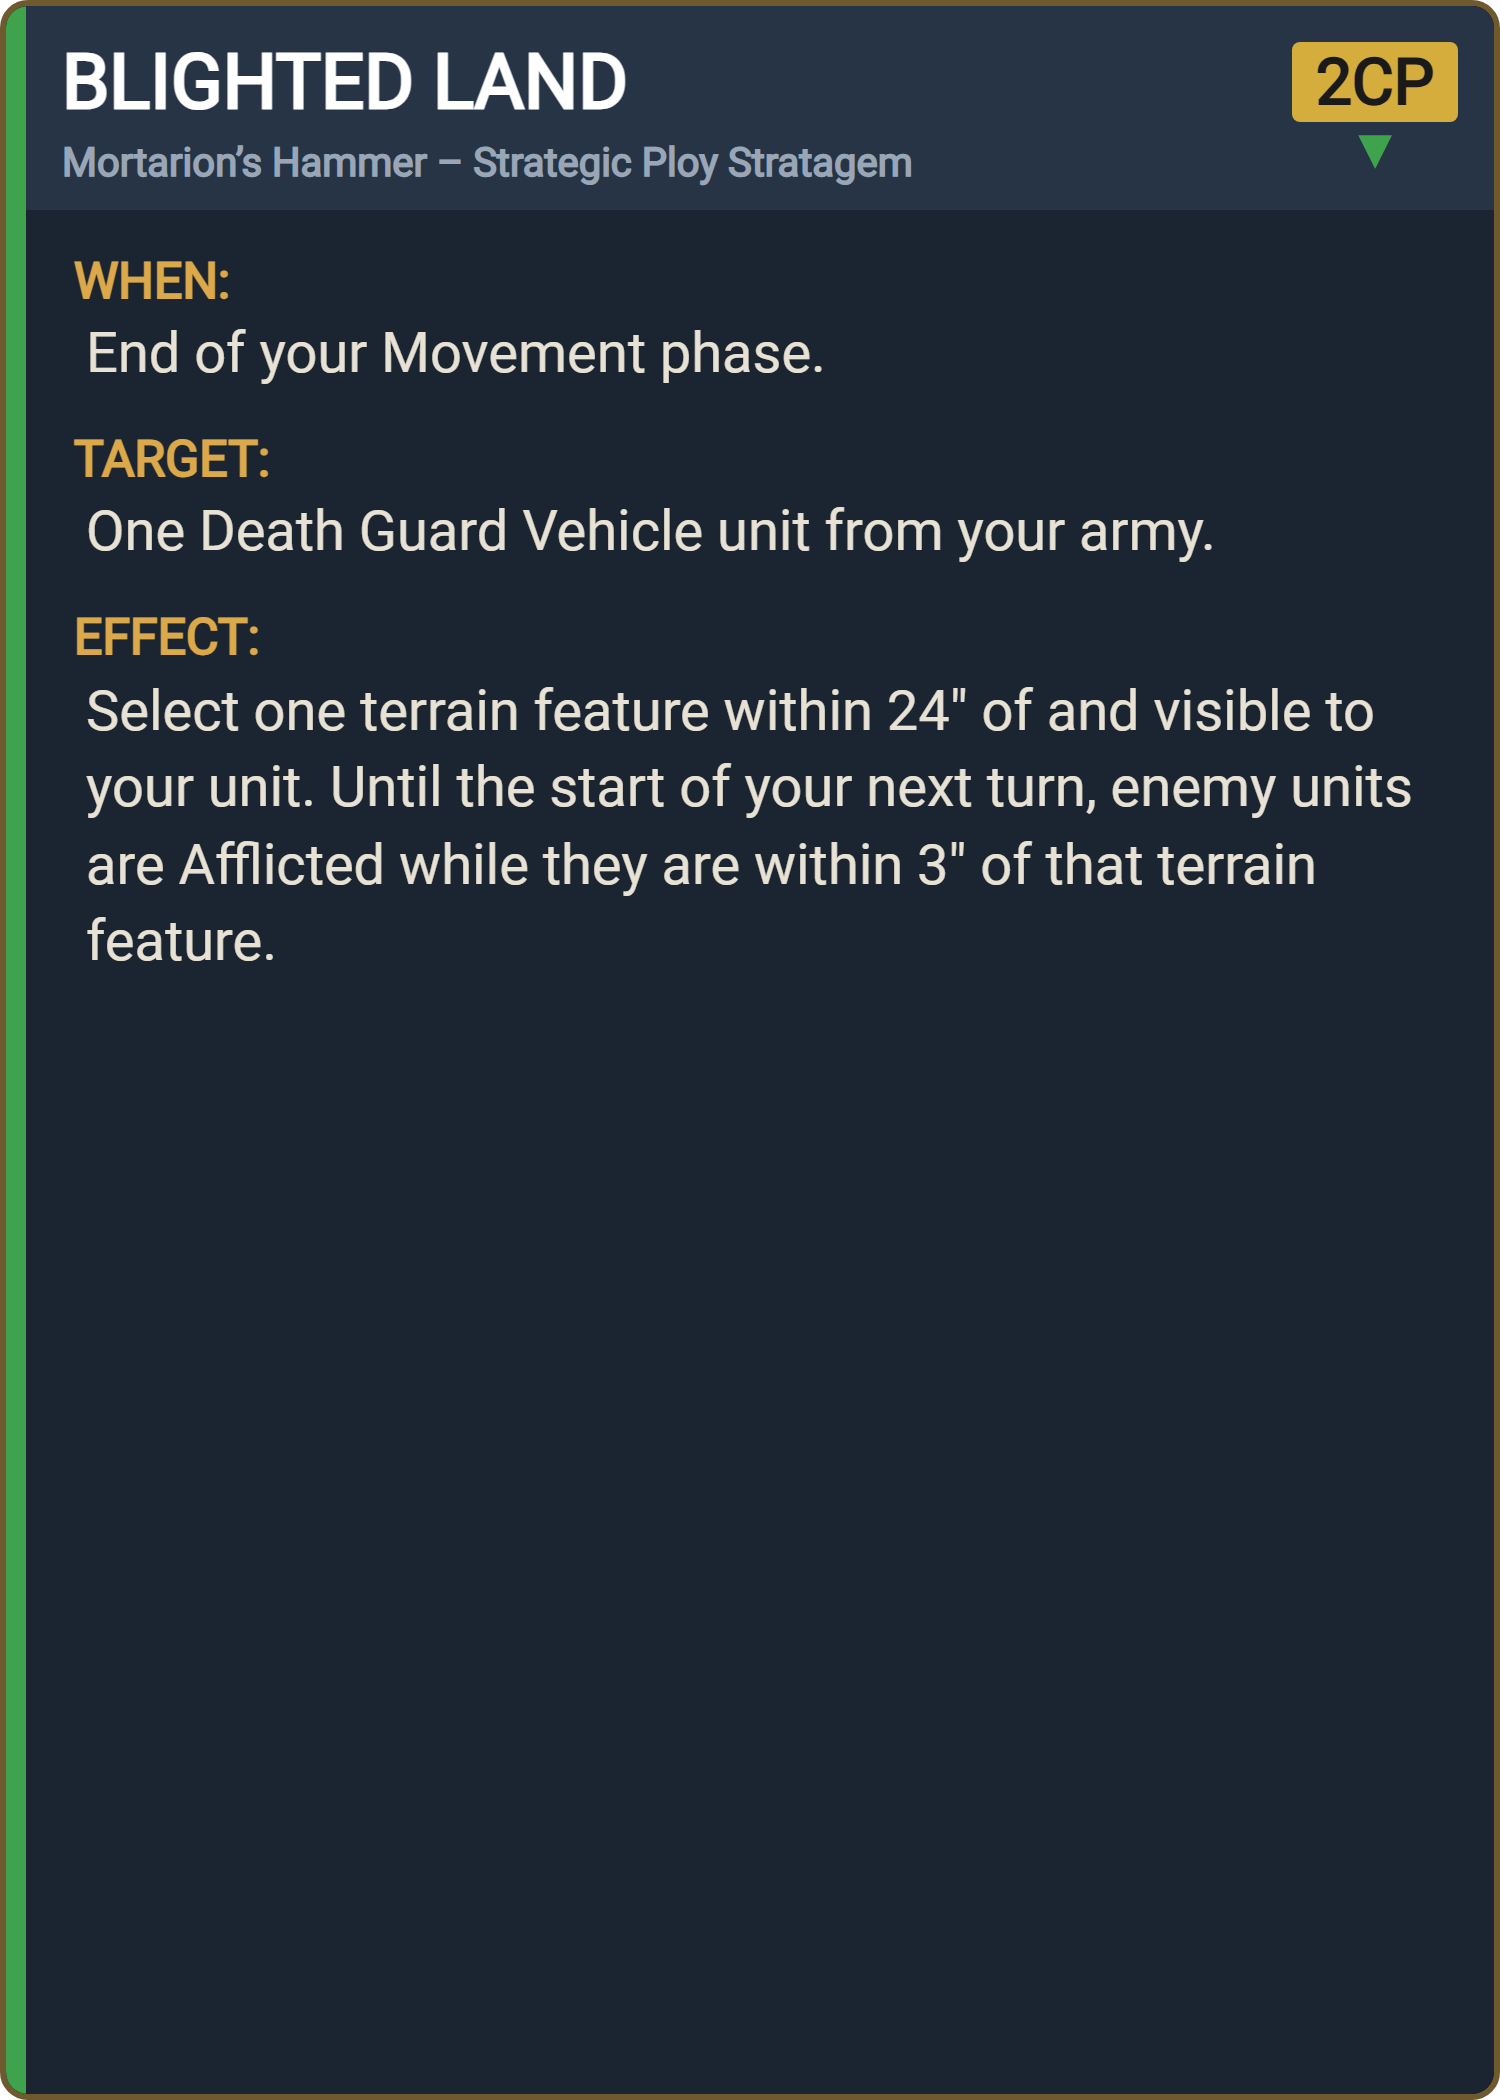 BLIGHTED LAND
2CP
Mortarion’s Hammer – Strategic Ploy Stratagem
WHEN:
End of your Movement phase.
TARGET:
One Death Guard Vehicle unit from your army.
EFFECT:
Select one terrain feature within 24" of and visible to
your unit. Until the start of your next turn, enemy units
are Afflicted while they are within 3" of that terrain
feature.